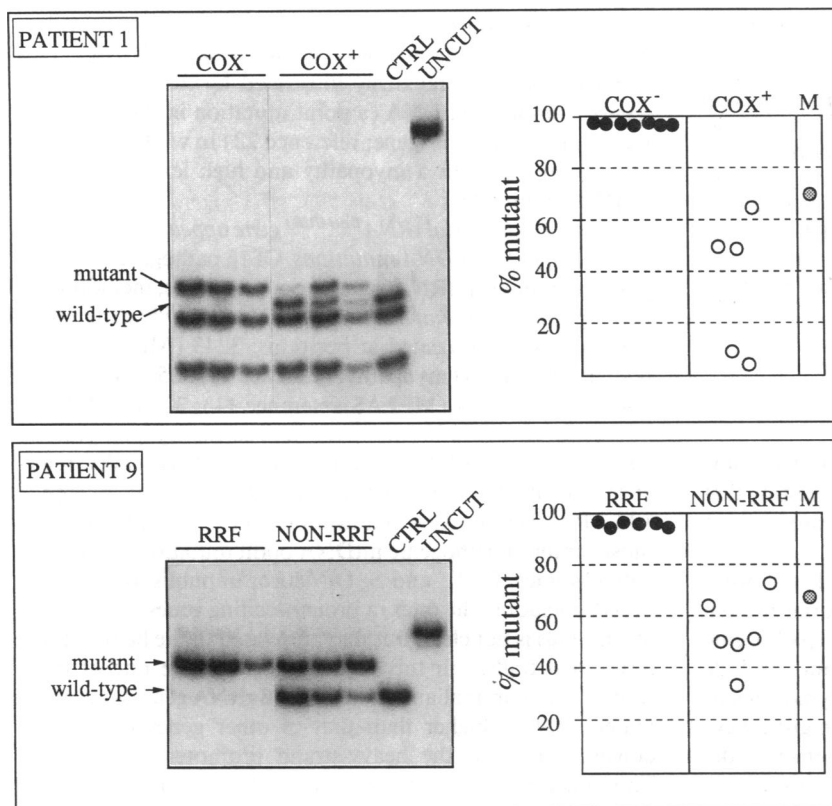 PATIENT 1
COX⁻ COX⁺ CTRL UNCUT
mutant
wild-type
COX⁻ COX⁺ M
100
80
60
40
20
% mutant
PATIENT 9
RRF NON-RRF CTRL UNCUT
mutant
wild-type
RRF NON-RRF M
100
80
60
40
20
% mutant